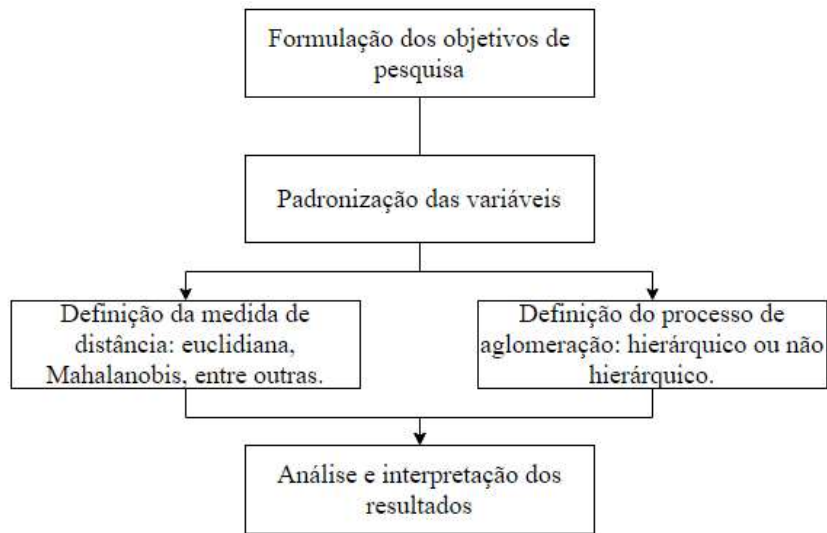 Formulação dos objetivos de
pesquisa
Padronização das variáveis
Definição da medida de
distância: euclidiana,
Mahalanobis, entre outras.
Definição do processo de
aglomeração: hierárquico ou não
hierárquico.
Análise e interpretação dos
resultados